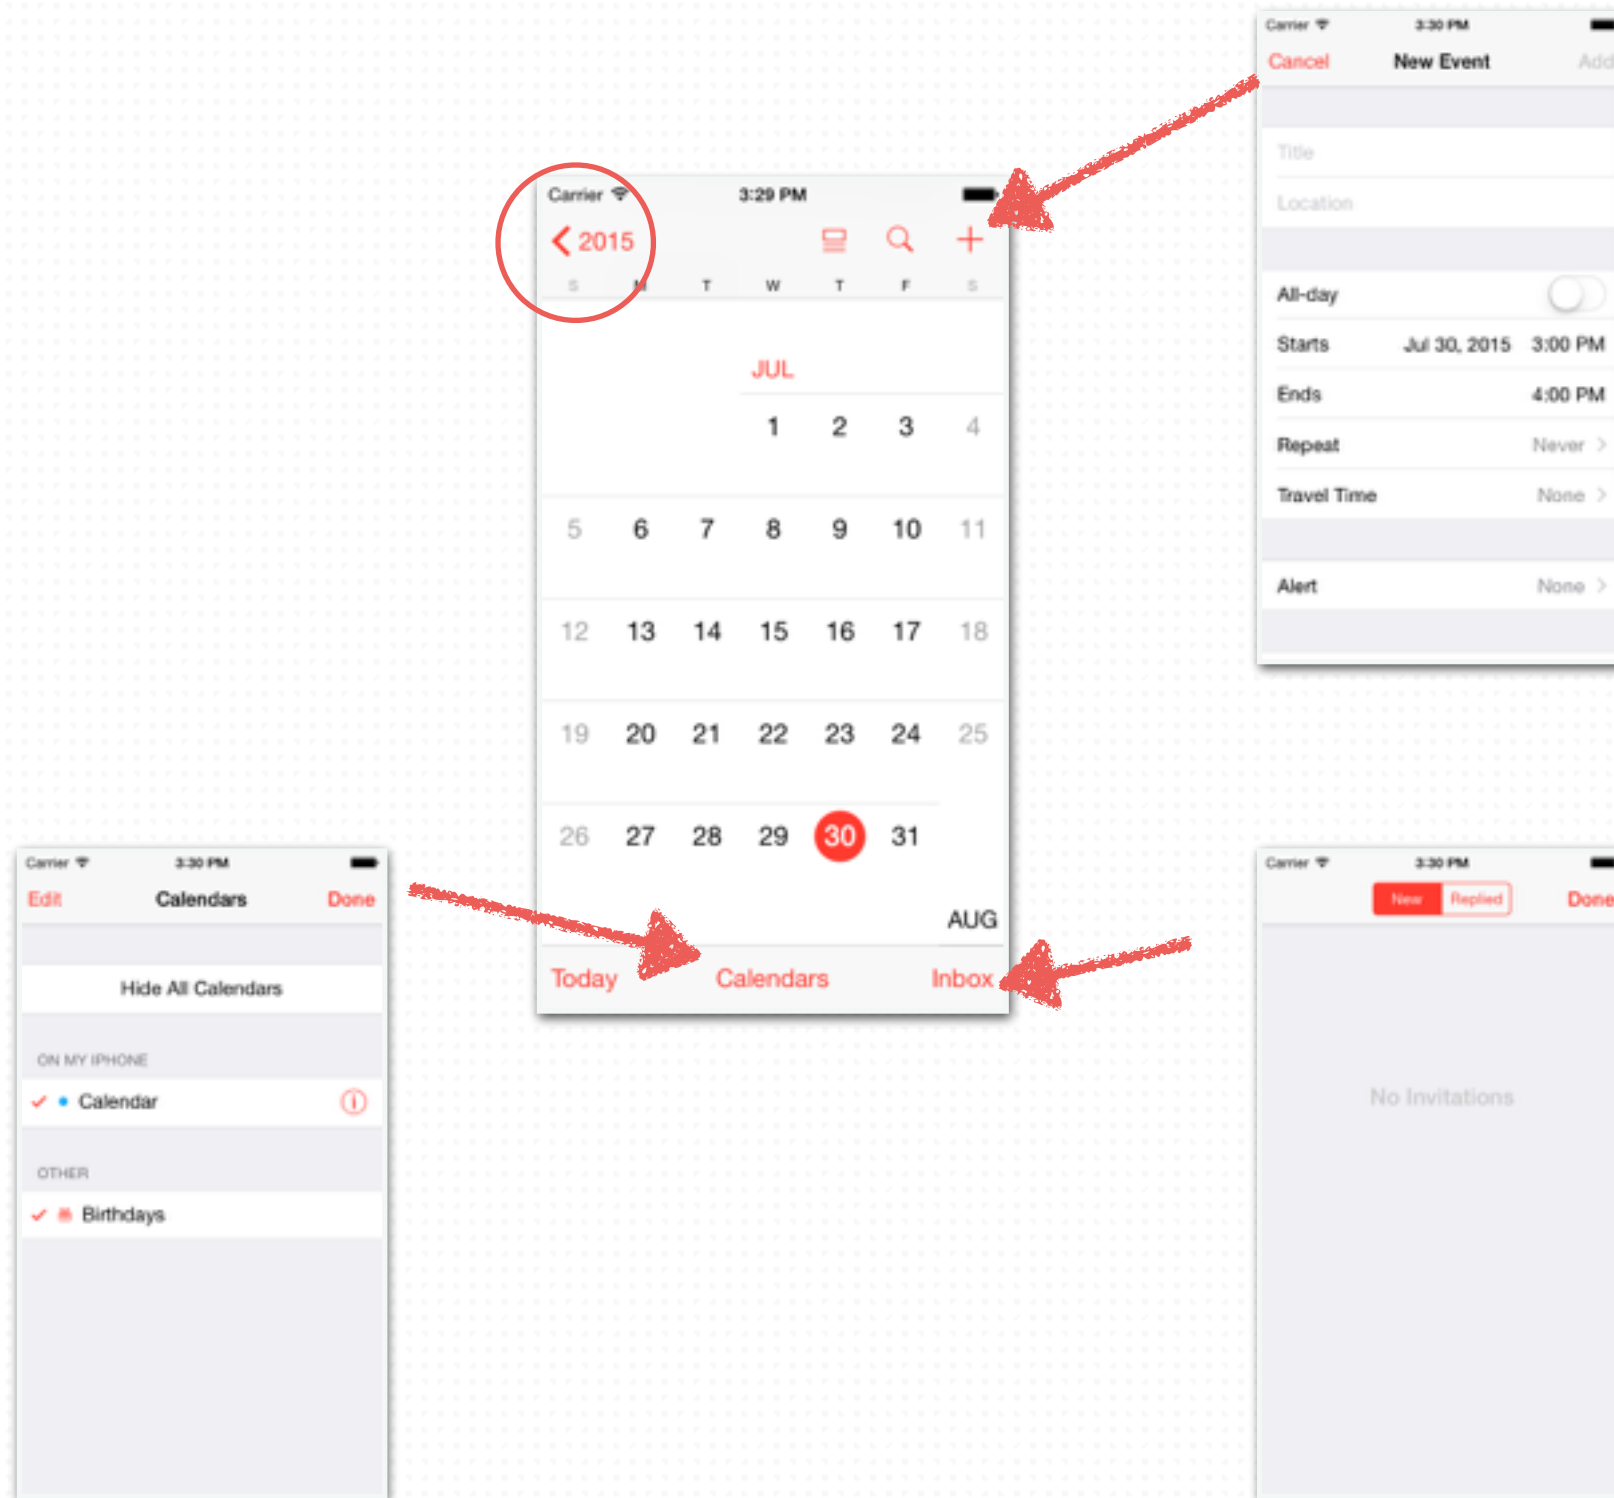 Carrier 3:30 PM
Cancel New Event Add
Title
Location
All-day
Starts Jul 30, 2015 3:00 PM
Ends 4:00 PM
Repeat Never >
Travel Time None >
Alert None >
Carrier 3:29 PM
2015
S M T W T F S
JUL
1 2 3 4
5 6 7 8 9 10 11
12 13 14 15 16 17 18
19 20 21 22 23 24 25
26 27 28 29 30 31
AUG
Today Calendars Inbox
Carrier 3:30 PM
Edit Calendars Done
Hide All Calendars
ON MY IPHONE
Calendar
OTHER
Birthdays
Carrier 3:30 PM
New Replied Done
No Invitations